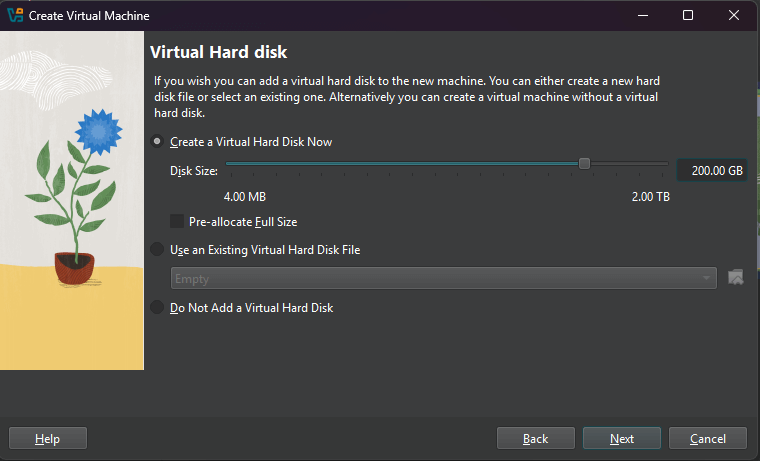 Create Virtual Machine
Virtual Hard disk
If you wish you can add a virtual hard disk to the new machine. You can either create a new hard
disk file or select an existing one. Alternatively you can create a virtual machine without a virtual
hard disk.
Create a Virtual Hard Disk Now
Disk Size:
200.00 GB
4.00 MB
2.00 TB
Pre-allocate Full Size
Use an Existing Virtual Hard Disk File
Empty
Do Not Add a Virtual Hard Disk
Help
Back
Next
Cancel